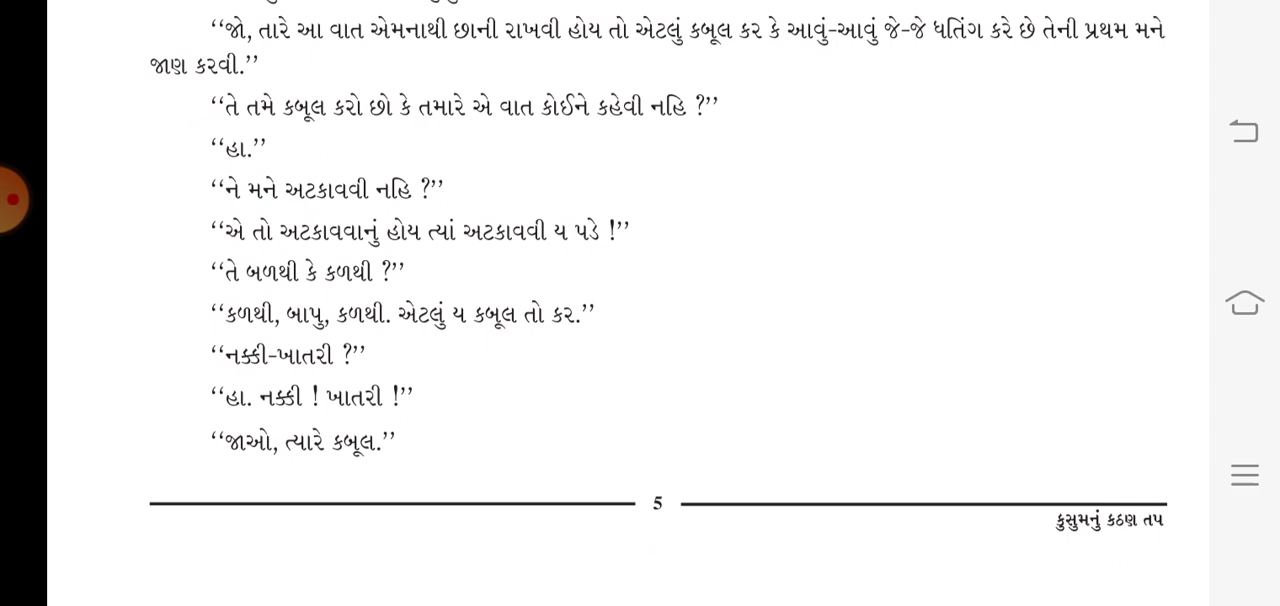 “જો, તારે આ વાત એમનાથી છાની રાખવી હોય તો એટલું કબૂલ કર કે આવું-આવું જે-જે ધતિંગ કરે છે તેની પ્રથમ મને
જાણ કરવી.”
“તે તમે કબૂલ કરો છો કે તમારે એ વાત કોઈને કહેવી નહિ ?”
“હા.”
“ને મને અટકાવવી નહિ ?”
“એ તો અટકાવવાનું હોય ત્યાં અટકાવવી ય પડે !”
“તે બળથી કે કળથી ?”
“કળથી, બાપુ, કળથી. એટલું ય કબૂલ તો કર.”
“નક્કી-ખાતરી ?”
“હા. નક્કી ! ખાતરી !”
“જાઓ, ત્યારે કબૂલ.”
5
કુસુમનું કઠણ તપ